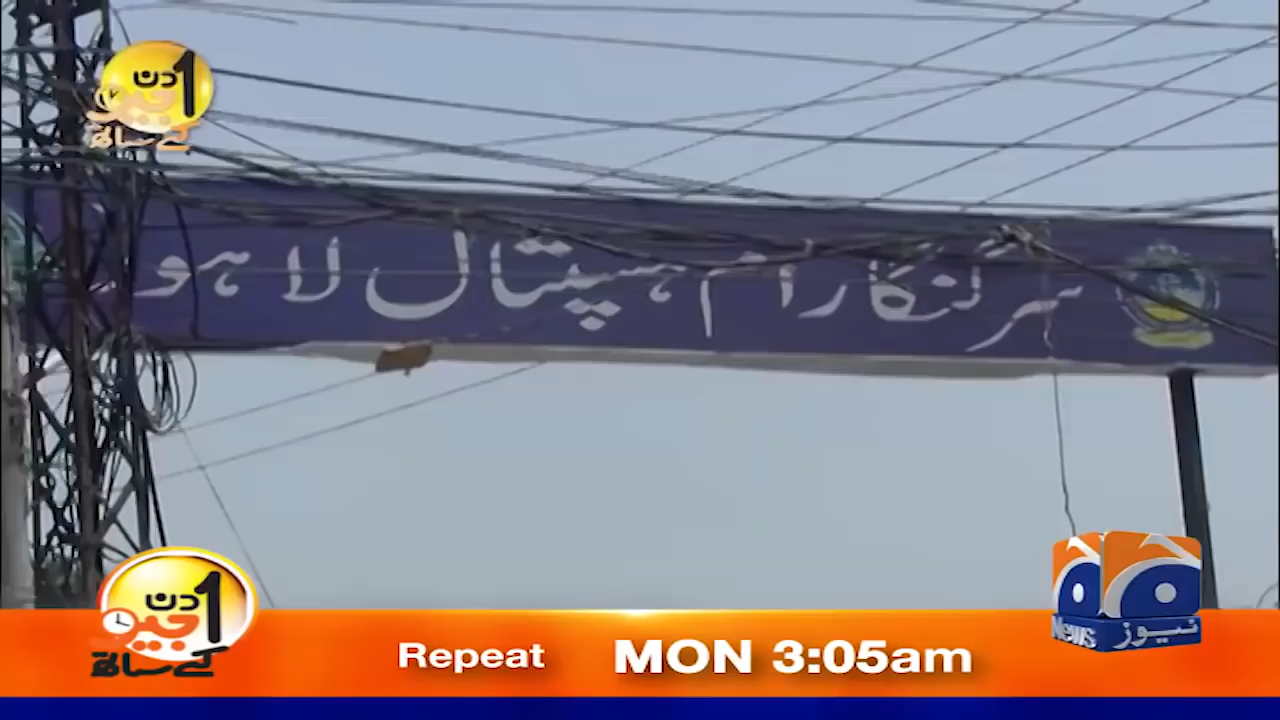 1 دن
جیو
کے ساتھ
سر گنگا رام ہسپتال لاہو
1 دن
جیو
کے ساتھ
Repeat MON 3:05am
News نیوز